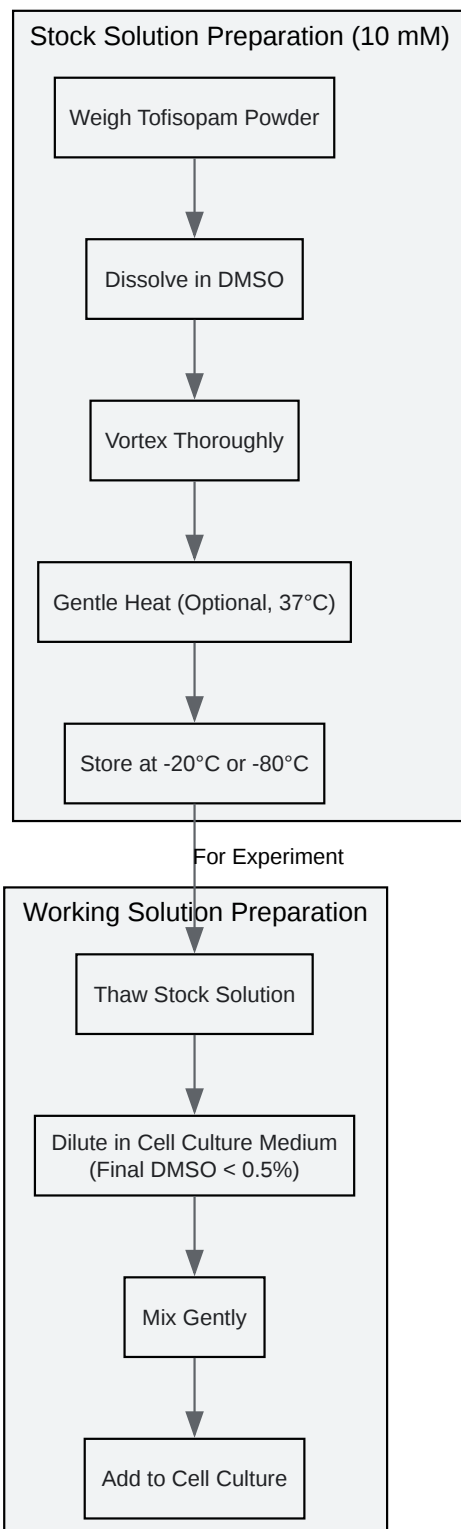 Stock Solution Preparation (10 mM)
Weigh Tofisopam Powder
Dissolve in DMSO
Vortex Thoroughly
Gentle Heat (Optional, 37°C)
Store at -20°C or -80°C
For Experiment
Working Solution Preparation
Thaw Stock Solution
Dilute in Cell Culture Medium
(Final DMSO < 0.5%)
Mix Gently
Add to Cell Culture